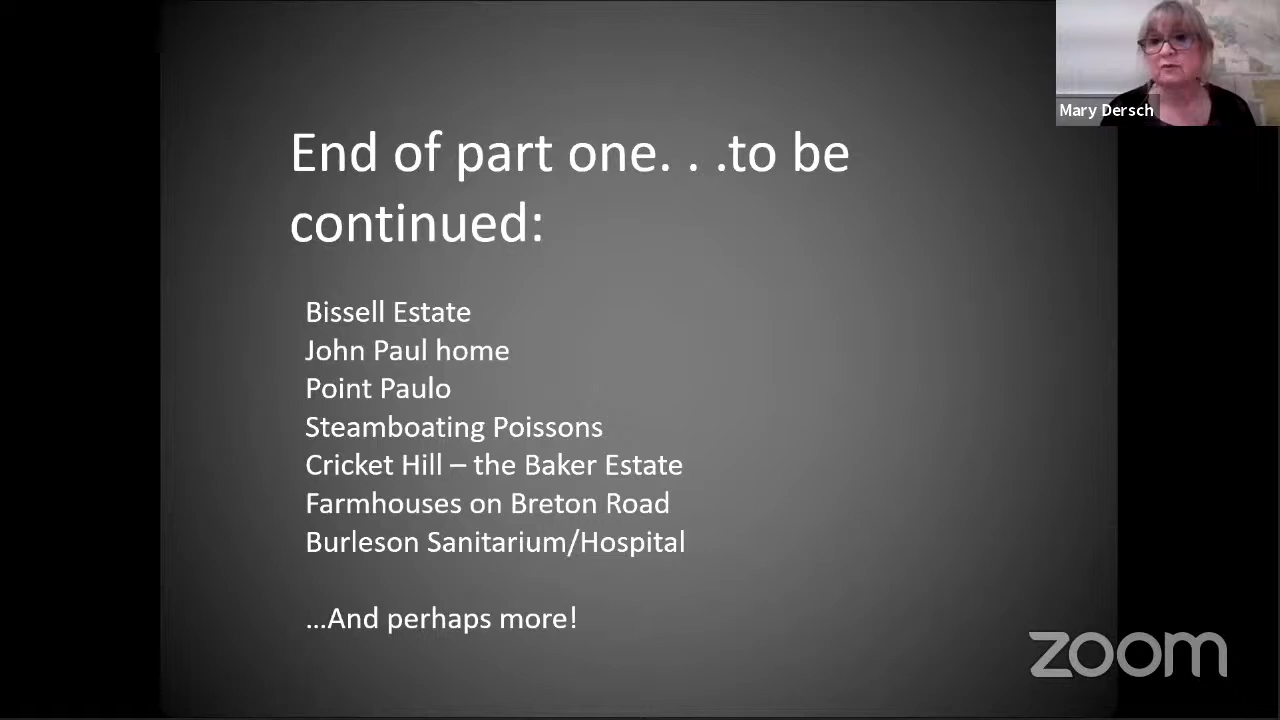 Mary Dersch
End of part one. . .to be
continued:
Bissell Estate
John Paul home
Point Paulo
Steamboating Poissons
Cricket Hill – the Baker Estate
Farmhouses on Breton Road
Burleson Sanitarium/Hospital
...And perhaps more!
zoom